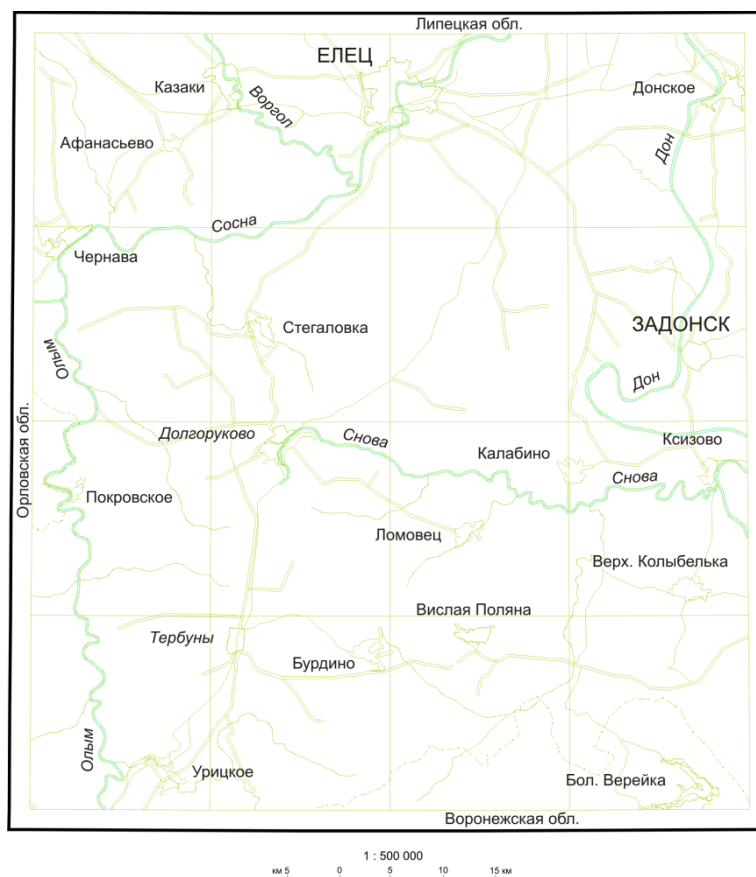 Липецкая обл.
ЕЛЕЦ
Казаки
Донское
Воргол
Афанасьево
Дон
Сосна
Чернава
ЗАДОНСК
Стегаловка
Олым
Дон
Орловская обл.
Долгоруково
Снова
Ксизово
Калабино
Снова
Покровское
Ломовец
Верх. Колыбелька
Вислая Поляна
Тербуны
Бурдино
Олым
Урицкое
Бол. Верейка
Воронежская обл.
1 : 500 000
км 5 0 5 10 15 км